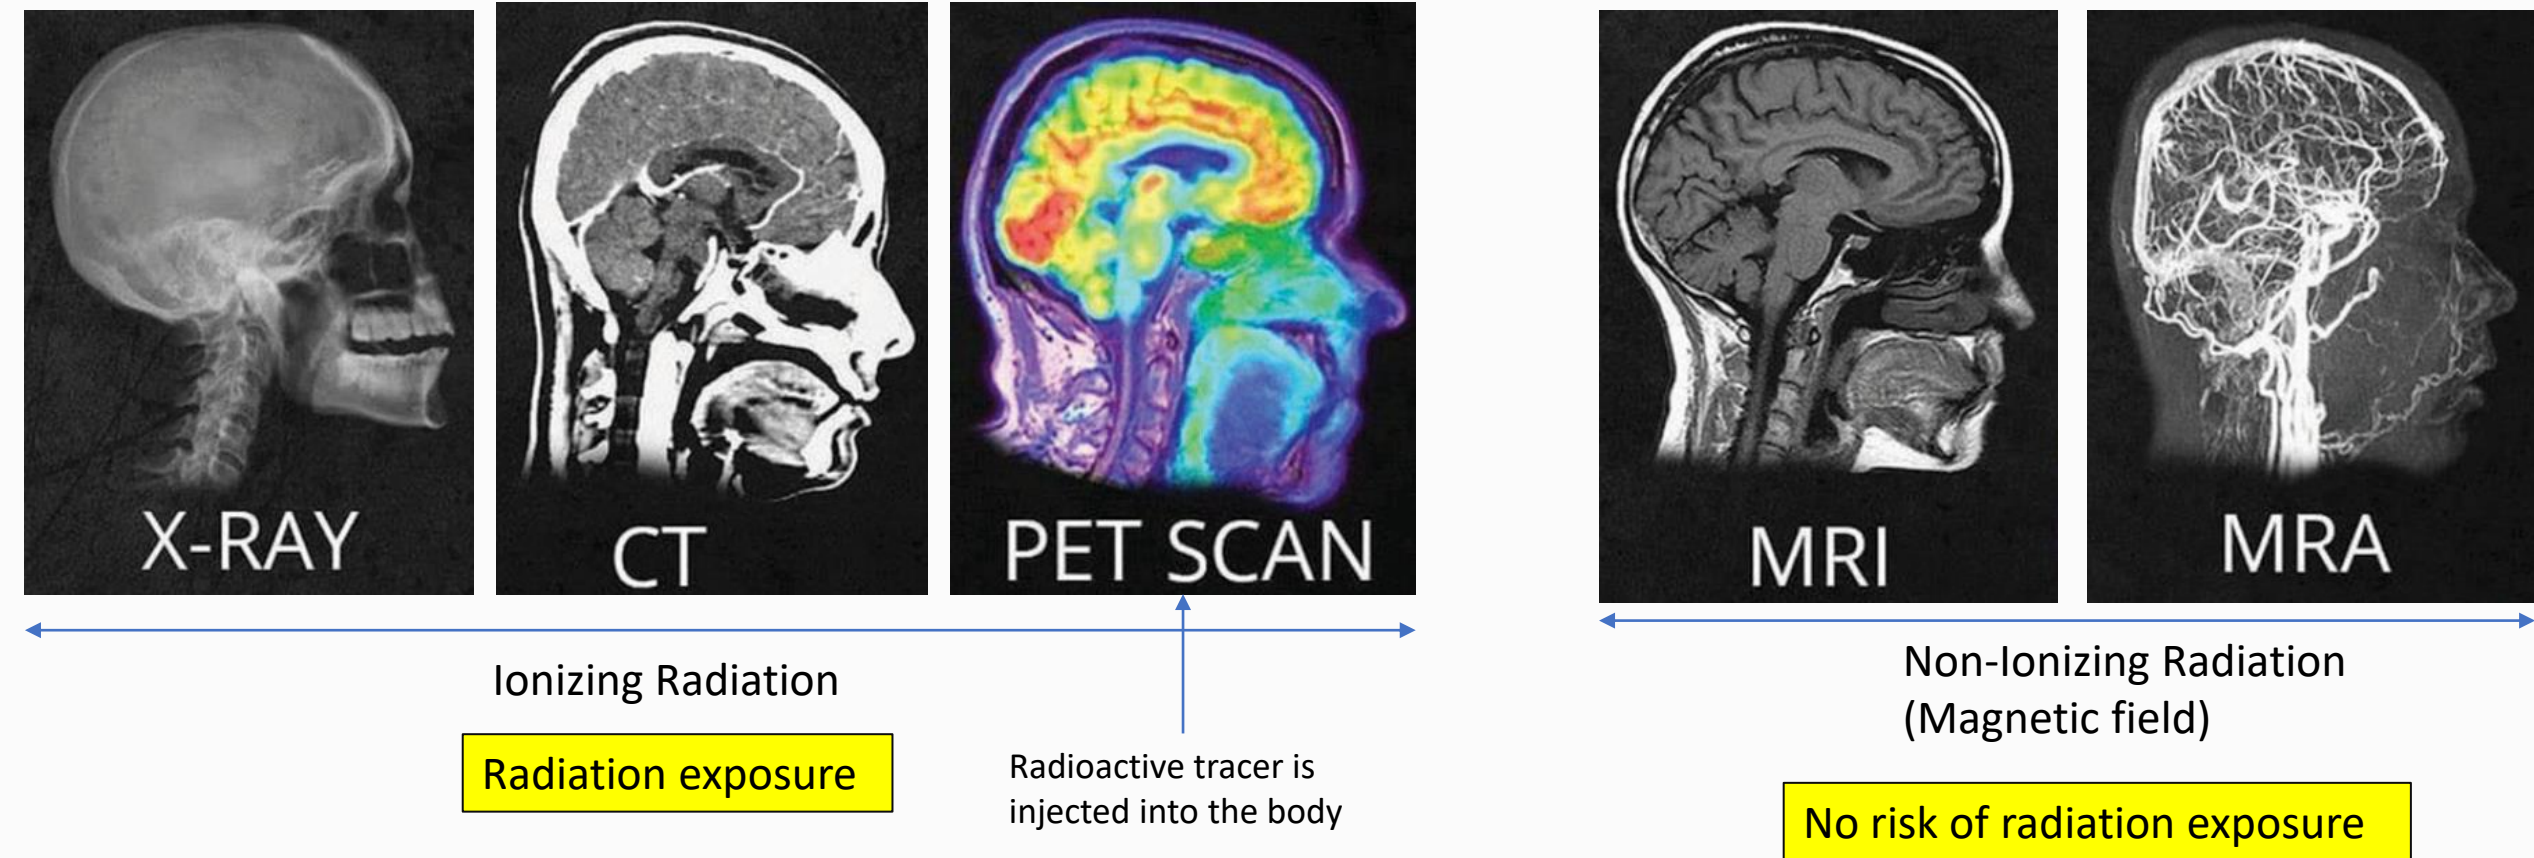 X-RAY
CT
PET SCAN
MRI
MRA
Ionizing Radiation
Radiation exposure
Radioactive tracer is
injected into the body
Non-Ionizing Radiation
(Magnetic field)
No risk of radiation exposure